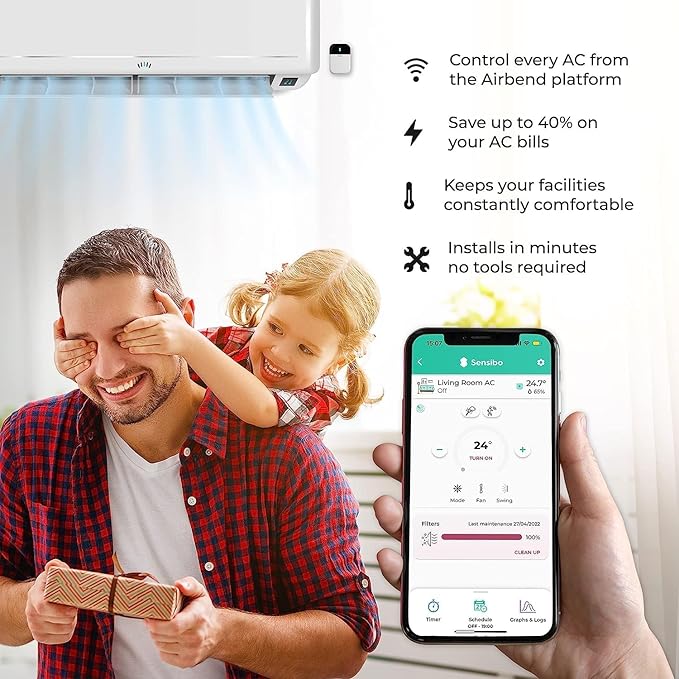 Control every AC from
the Airbend platform
Save up to 40% on
your AC bills
Keeps your facilities
constantly comfortable
Installs in minutes
no tools required
15:07
Sensibo
Living Room AC
Off
24.7°
65%
24°
TURN ON
Mode Fan Swing
Filters
Last maintenance 27/04/2022
100%
CLEAN UP
Timer
Schedule
OFF - 19:00
Graphs & Logs